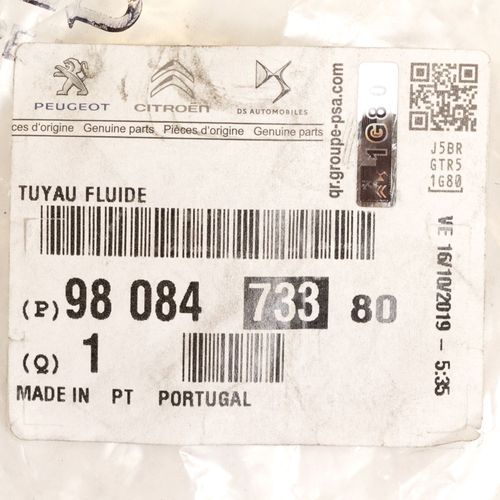 PEUGEOT CITROËN DS AUTOMOBILES
ces d'origine Genuine parts Pièces d'origine Genuine parts
qr.groupe-psa.com
1G80
J5BR
GTR5
1G80
TUYAU FLUIDE
(P) 98 084 733 80
(Q) 1
MADE IN PT PORTUGAL
VE 16/10/2019 - 5:35